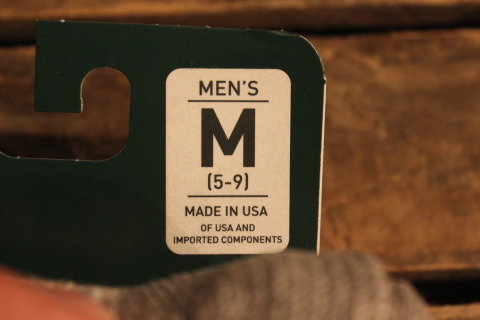 MEN'S
M
(5-9)
MADE IN USA
OF USA AND
IMPORTED COMPONENTS